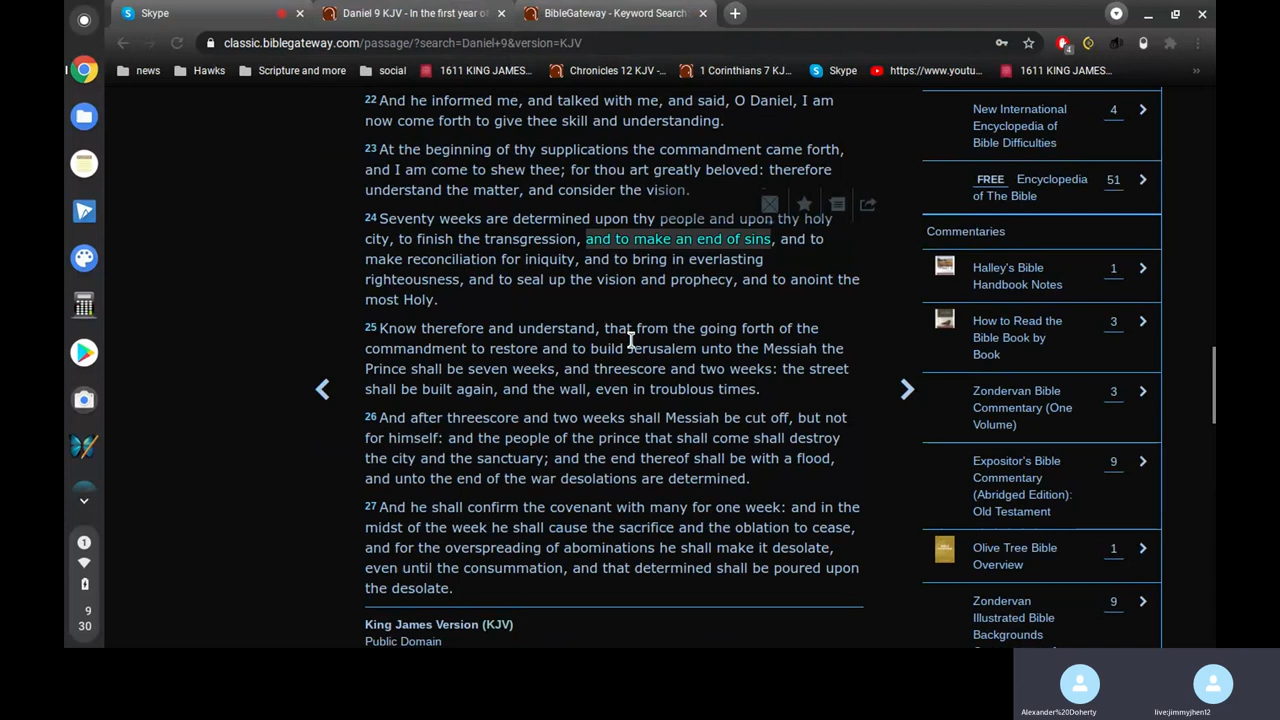 Skype
Daniel 9 KJV - In the first year of
BibleGateway - Keyword Search:
classic.biblegateway.com/passage/?search=Daniel+9&version=KJV
4
news
Hawks
Scripture and more
social
1611 KING JAMES...
Chronicles 12 KJV -...
1 Corinthians 7 KJ...
Skype
https://www.youtu...
1611 KING JAMES...
»
22 And he informed me, and talked with me, and said, O Daniel, I am
now come forth to give thee skill and understanding.
23 At the beginning of thy supplications the commandment came forth,
and I am come to shew thee; for thou art greatly beloved: therefore
understand the matter, and consider the vision.
24 Seventy weeks are determined upon thy people and upon thy holy
city, to finish the transgression, and to make an end of sins, and to
make reconciliation for iniquity, and to bring in everlasting
righteousness, and to seal up the vision and prophecy, and to anoint the
most Holy.
25 Know therefore and understand, that from the going forth of the
commandment to restore and to build Jerusalem unto the Messiah the
Prince shall be seven weeks, and threescore and two weeks: the street
shall be built again, and the wall, even in troublous times.
26 And after threescore and two weeks shall Messiah be cut off, but not
for himself: and the people of the prince that shall come shall destroy
the city and the sanctuary; and the end thereof shall be with a flood,
and unto the end of the war desolations are determined.
27 And he shall confirm the covenant with many for one week: and in the
midst of the week he shall cause the sacrifice and the oblation to cease,
and for the overspreading of abominations he shall make it desolate,
even until the consummation, and that determined shall be poured upon
the desolate.
King James Version (KJV)
Public Domain
New International
Encyclopedia of
Bible Difficulties
4
FREE Encyclopedia
of The Bible
51
Commentaries
Halley's Bible
Handbook Notes
1
How to Read the
Bible Book by
Book
3
Zondervan Bible
Commentary (One
Volume)
3
Expositor's Bible
Commentary
(Abridged Edition):
Old Testament
9
Olive Tree Bible
Overview
1
Zondervan
Illustrated Bible
Backgrounds
9
1
9
30
Alexander%20Doherty
live:jimmyjhen12